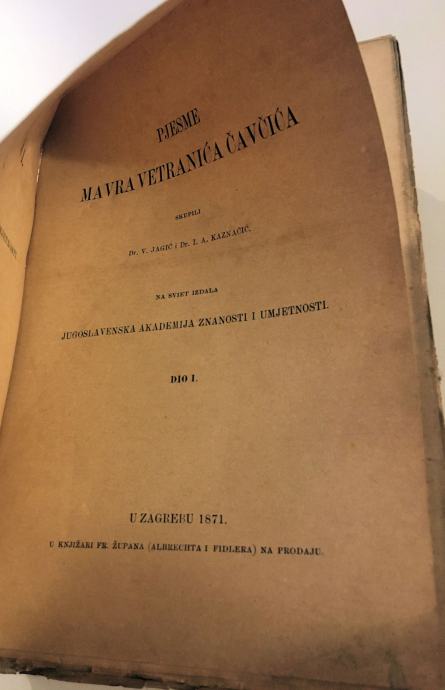 PJESME
MAVRA VETRANIĆA ČAVČIĆA
SKUPILI
Dr. V. JAGIĆ i Dr. I. A. KAZNAČIĆ.
NA SVIET IZDALA
JUGOSLAVENSKA AKADEMIJA ZNANOSTI I UMJETNOSTI.
DIO I.
U ZAGREBU 1871.
U KNJIŽARI FR. ŽUPANA (ALBRECHTA I FIDLERA) NA PRODAJU.